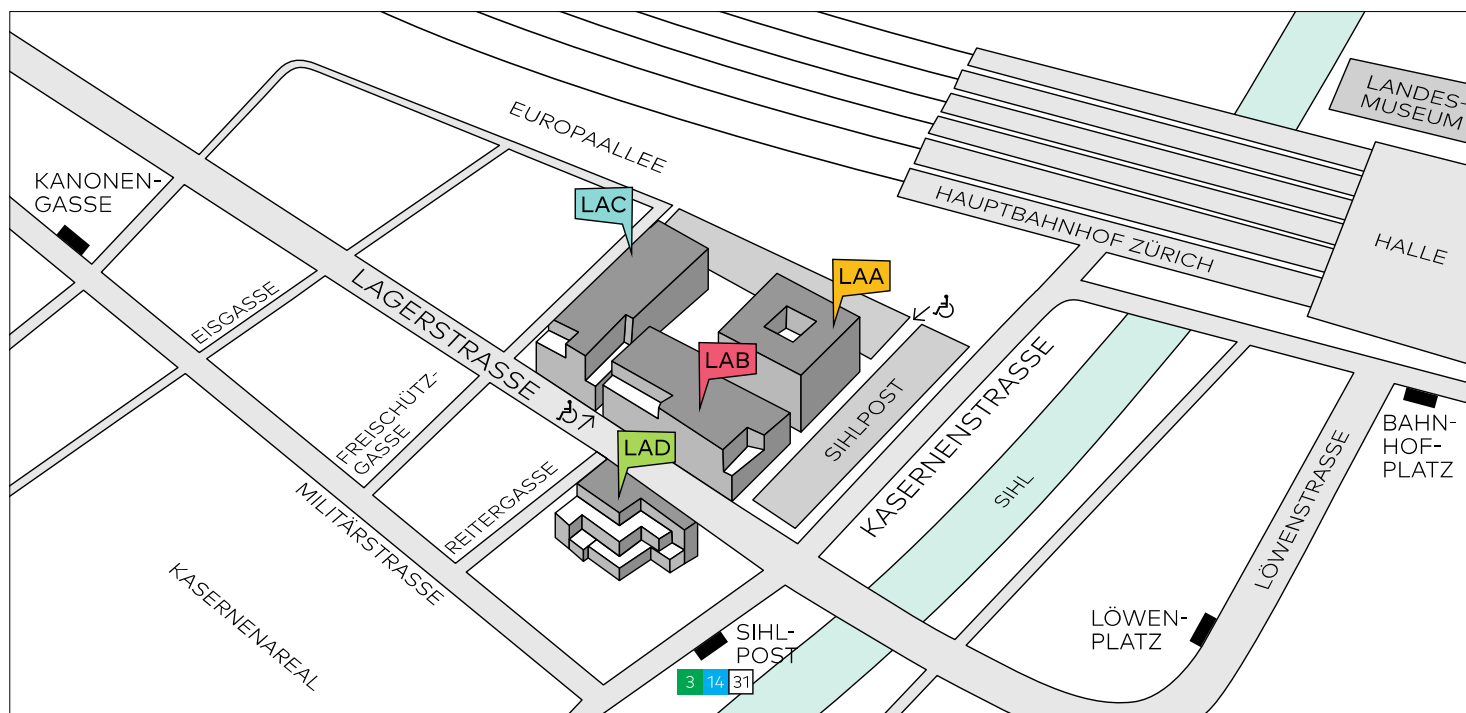 LANDES-
MUSEUM
EUROPAALLEE
KANONEN-
GASSE
LAC
HAUPTBAHNHOF ZÜRICH
HALLE
LAA
EISGASSE
LAGERSTRASSE
LAB
KASERNENSTRASSE
SIHLPOST
FREISCHÜTZ-
GASSE
LAD
BAHN-
HOF-
PLATZ
MILITÄRSTRASSE
REITERGASSE
SIHL
LÖWENSTRASSE
KASERNENAREAL
SIHL-
POST
3 14 31
LÖWEN-
PLATZ